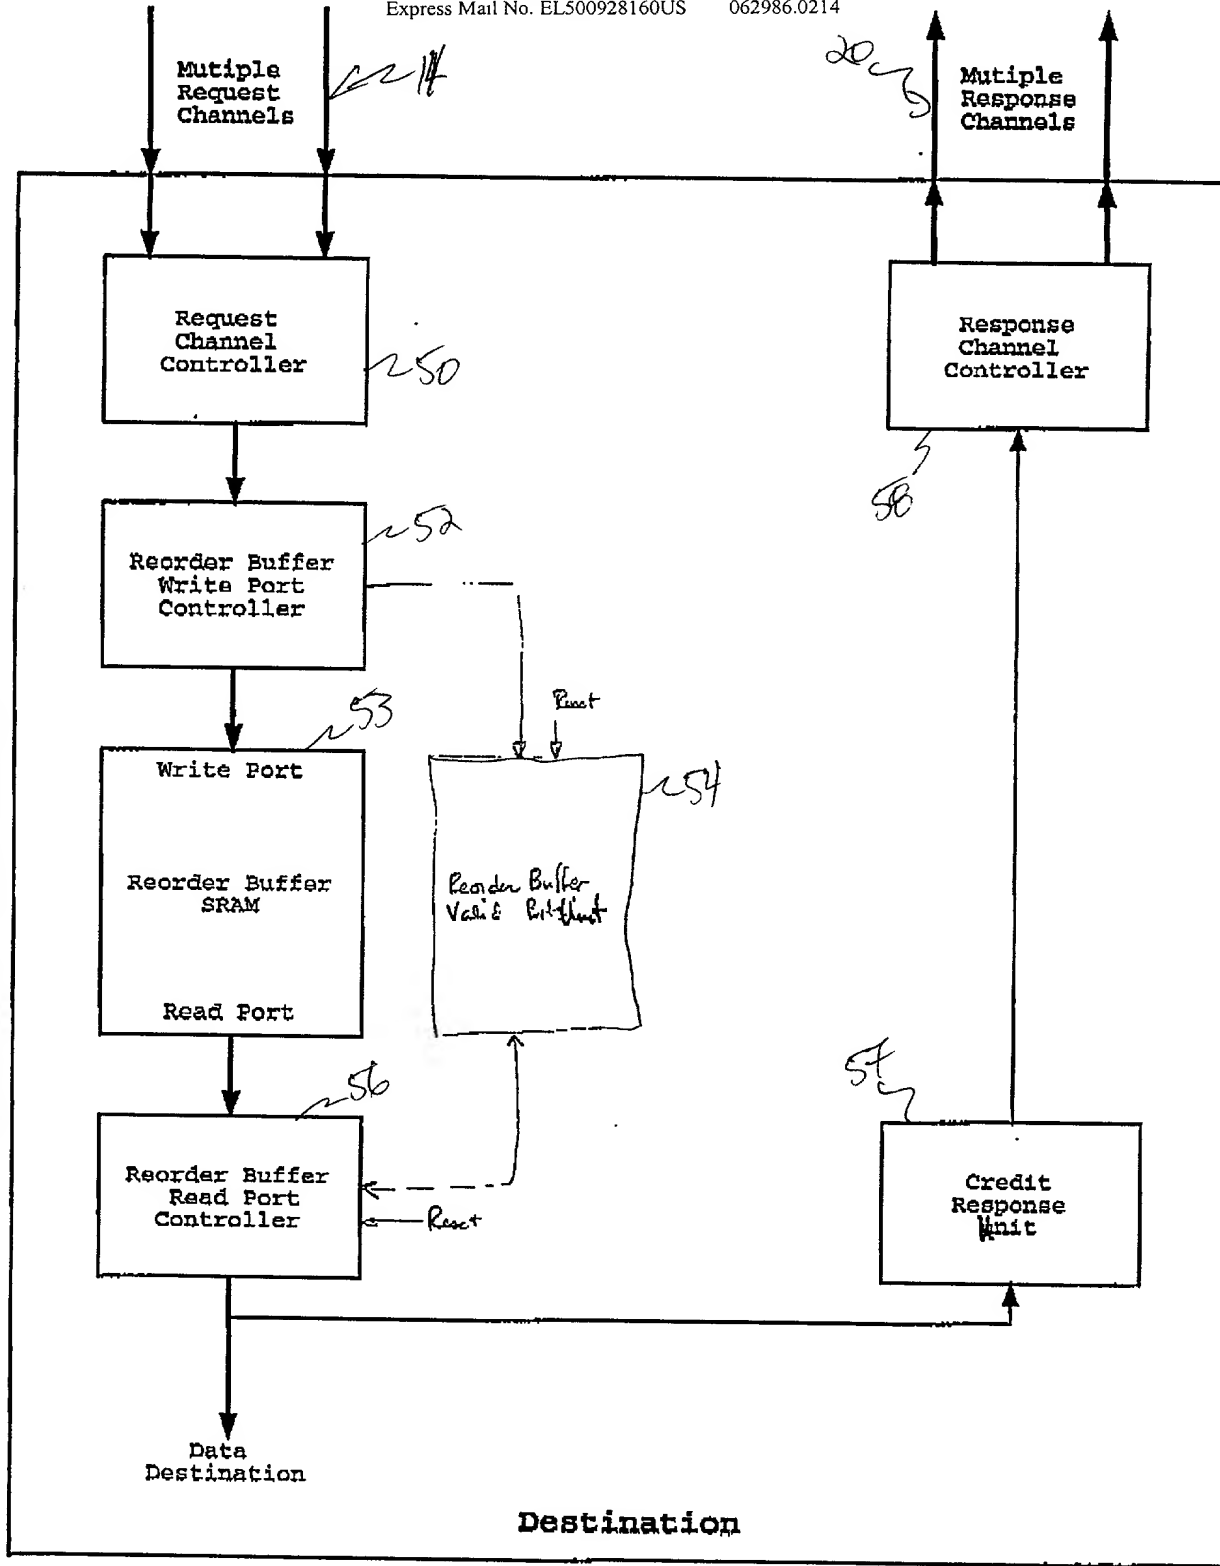 Express Mail No. EL500928160US 062986.0214
Mutiple
Request
Channels
14
20
Mutiple
Response
Channels
Request
Channel
Controller
50
Response
Channel
Controller
58
Reorder Buffer
Write Port
Controller
52
53
Write Port
Reorder Buffer
SRAM
Read Port
Reset
54
Reorder Buffer
Valid
56
Reorder Buffer
Read Port
Controller
Reset
57
Credit
Response
Unit
Data
Destination
Destination